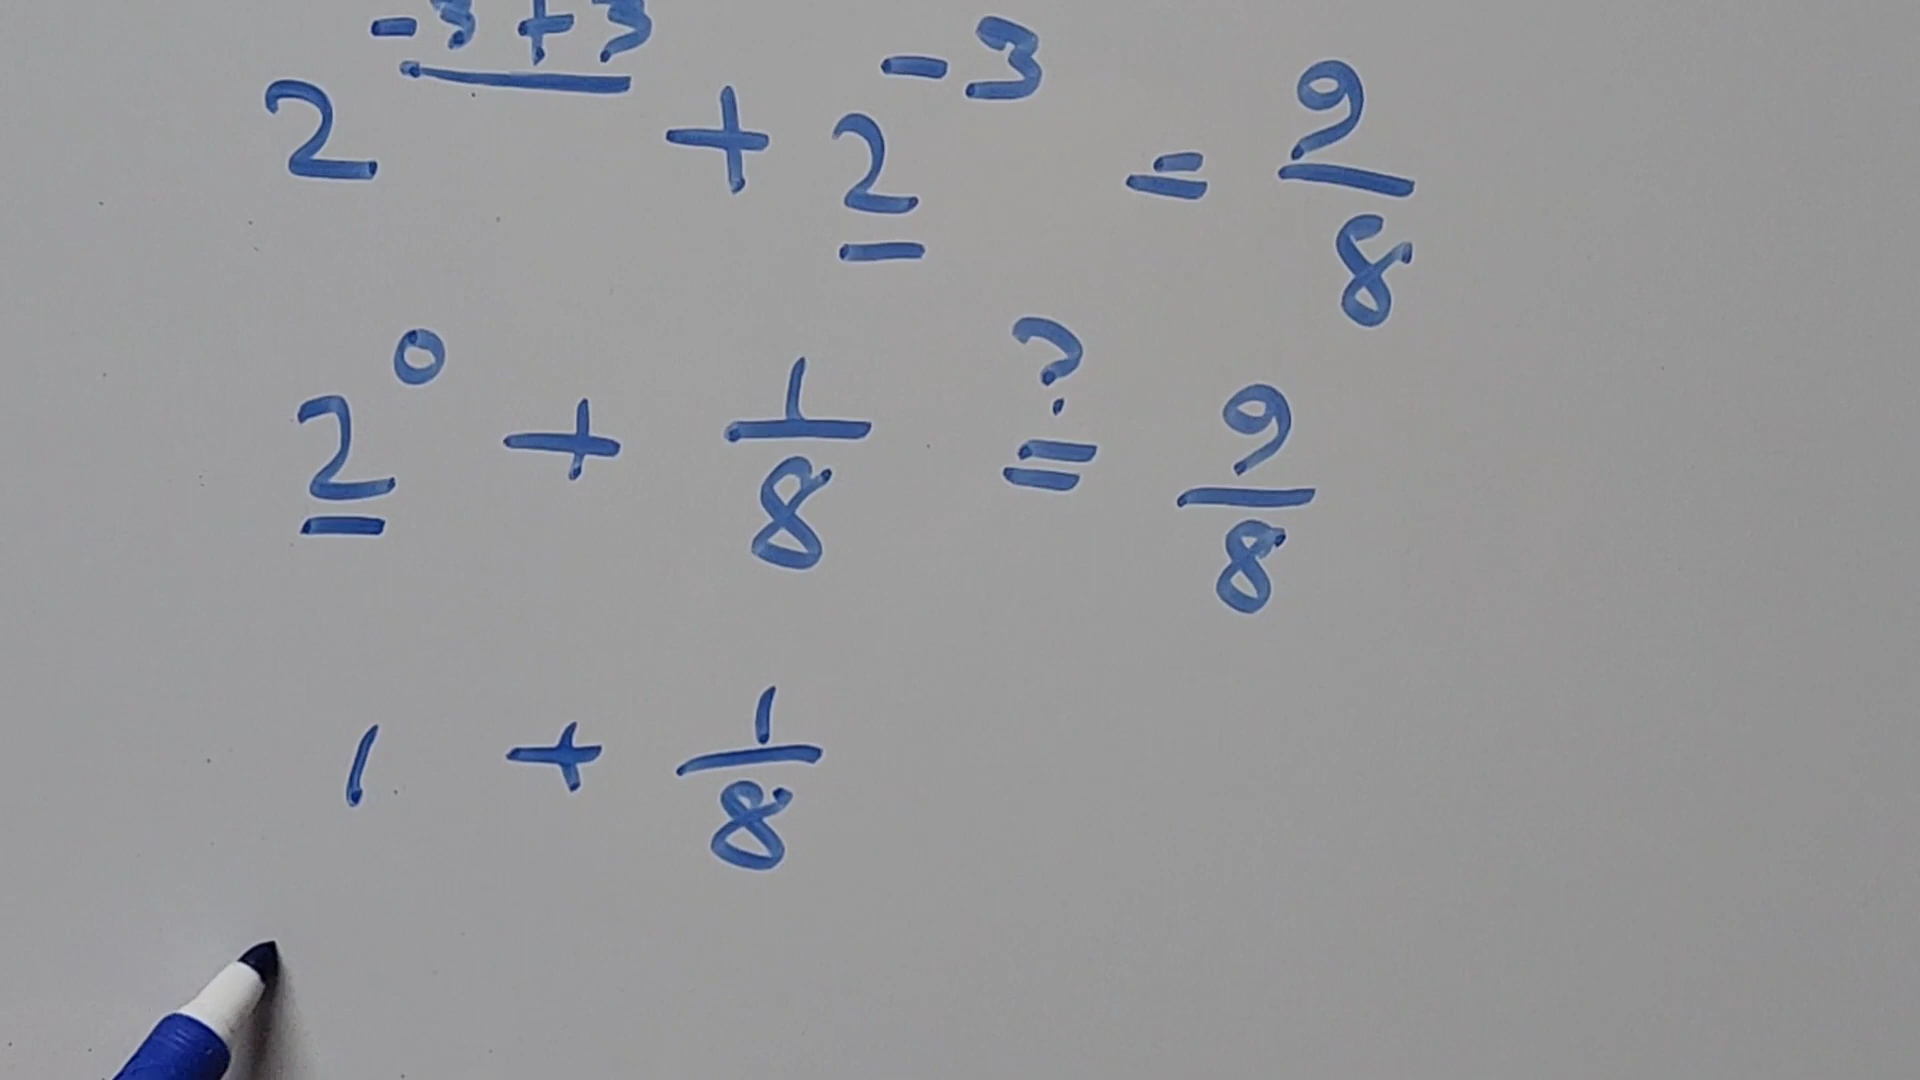 2^{-3+3} + 2^{-3} = 9/8
2^0 + 1/8 ?= 9/8
1 + 1/8